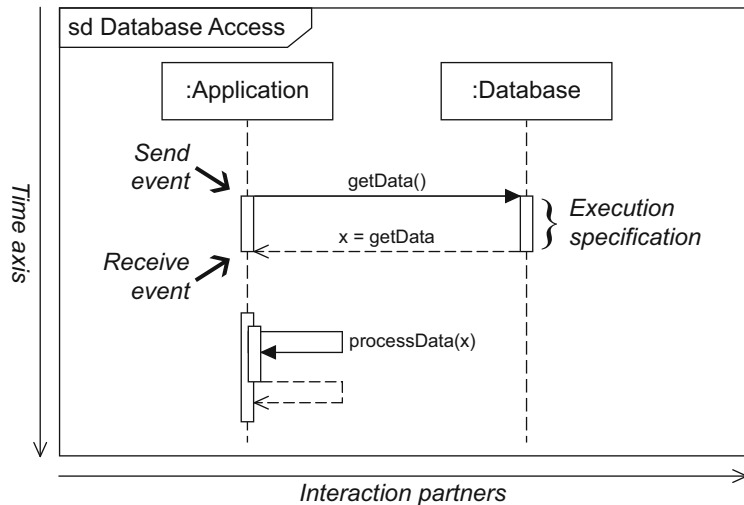 sd Database Access
:Application
:Database
Send
event
getData()
Execution
specification
x = getData
Receive
event
processData(x)
Time axis
Interaction partners